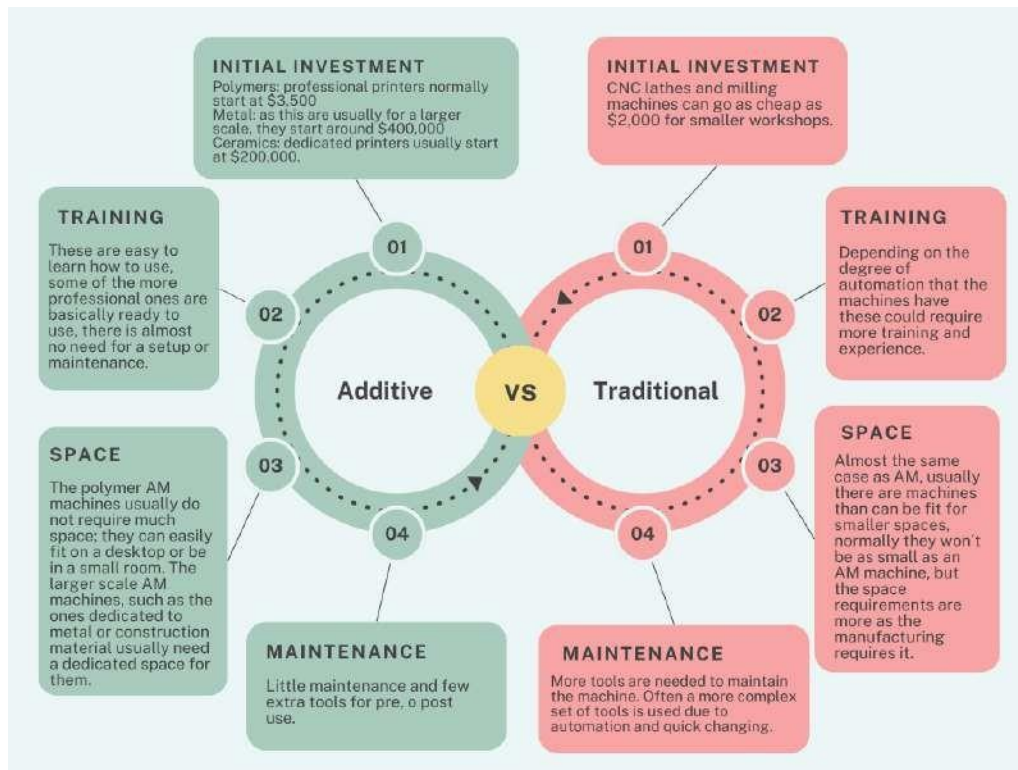 INITIAL INVESTMENT
Polymers: professional printers normally
start at $3,500
Metal: as this are usually for a larger
scale, they start around $400,000
Ceramics: dedicated printers usually start
at $200,000.
INITIAL INVESTMENT
CNC lathes and milling
machines can go as cheap as
$2,000 for smaller workshops.
TRAINING
These are easy to
learn how to use,
some of the more
professional ones are
basically ready to
use, there is almost
no need for a setup or
maintenance.
TRAINING
Depending on the
degree of
automation that the
machines have
these could require
more training and
experience.
01
02
03
04
Additive
VS
Traditional
01
02
03
04
SPACE
The polymer AM
machines usually do
not require much
space; they can easily
fit on a desktop or be
in a small room. The
larger scale AM
machines, such as the
ones dedicated to
metal or construction
material usually need
a dedicated space for
them.
SPACE
Almost the same
case as AM, usually
there are machines
than can be fit for
smaller spaces,
normally they won't
be as small as an
AM machine, but
the space
requirements are
more as the
manufacturing
requires it.
MAINTENANCE
Little maintenance and few
extra tools for pre, o post
use.
MAINTENANCE
More tools are needed to maintain
the machine. Often a more complex
set of tools is used due to
automation and quick changing.